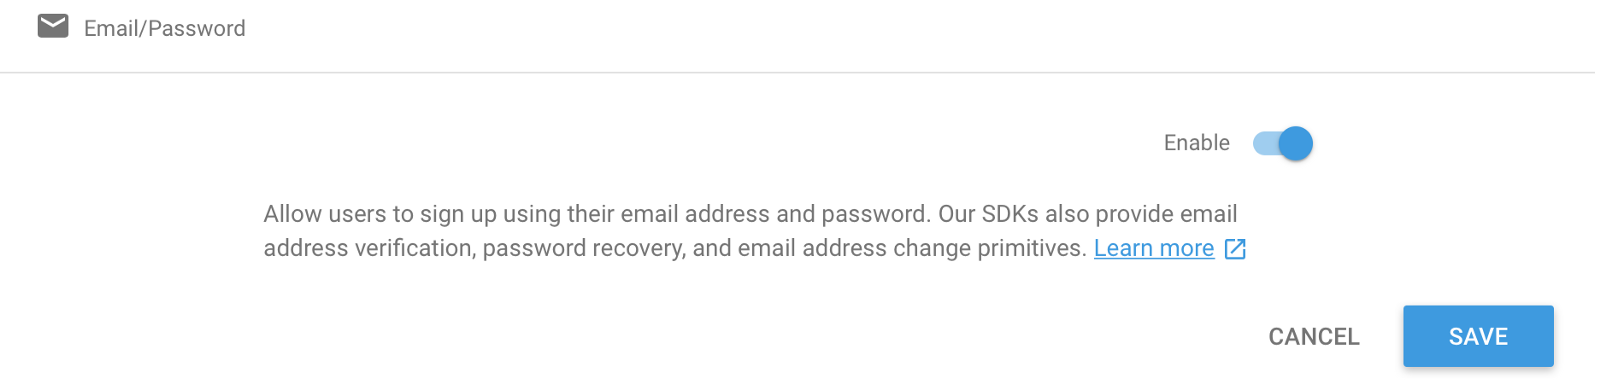 Email/Password
Enable
Allow users to sign up using their email address and password. Our SDKs also provide email
address verification, password recovery, and email address change primitives. Learn more
CANCEL SAVE